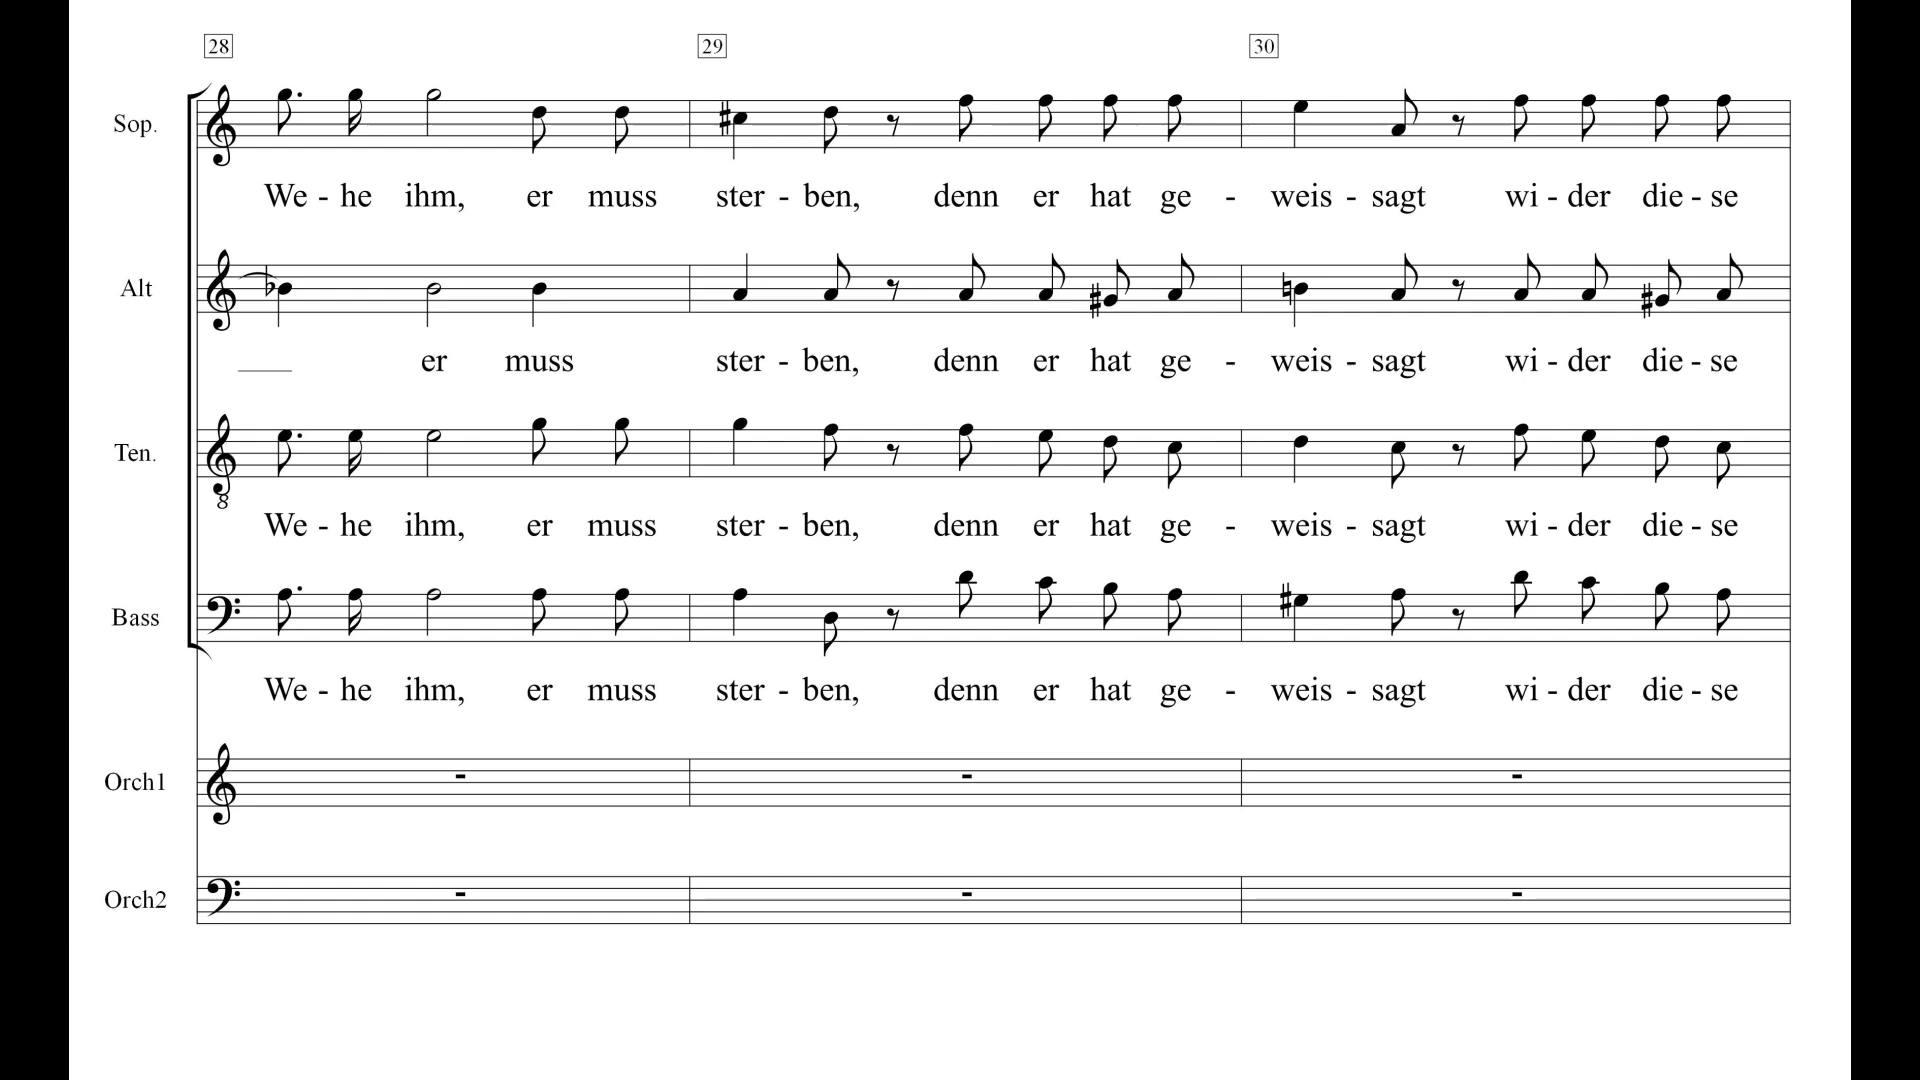 28 29 30
Sop.
We - he ihm, er muss ster - ben, denn er hat ge - weis - sagt wi - der die - se
Alt
er muss ster - ben, denn er hat ge - weis - sagt wi - der die - se
Ten.
8
We - he ihm, er muss ster - ben, denn er hat ge - weis - sagt wi - der die - se
Bass
We - he ihm, er muss ster - ben, denn er hat ge - weis - sagt wi - der die - se
Orch1
Orch2